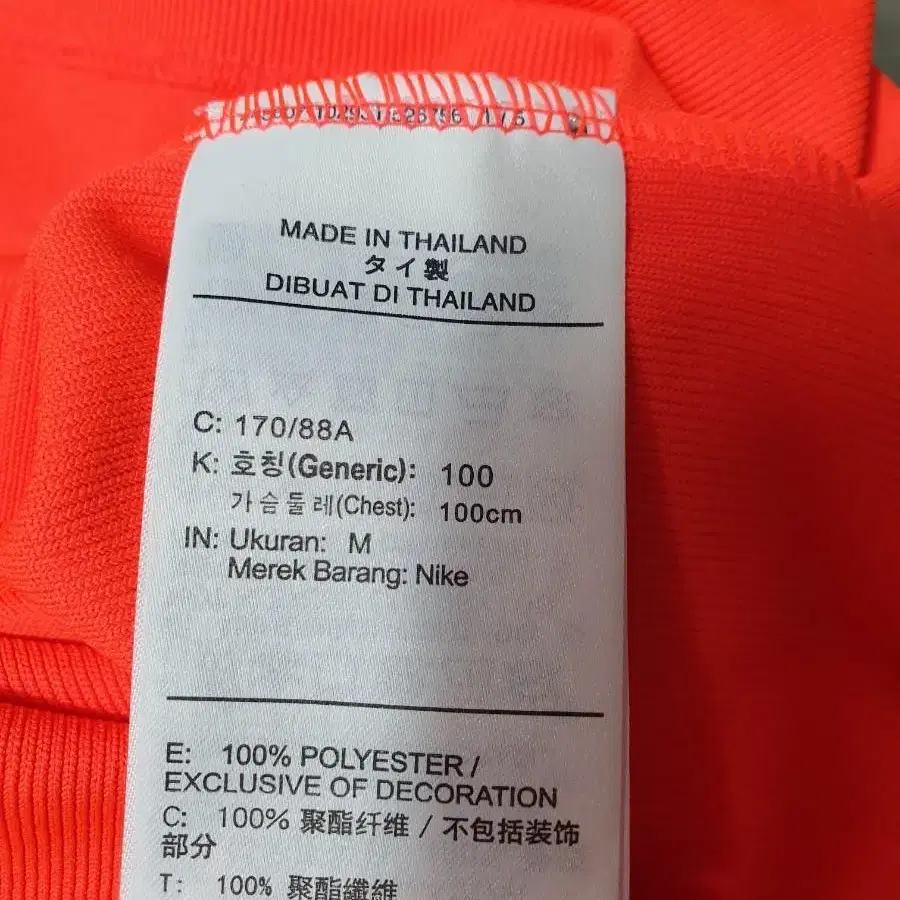 MADE IN THAILAND
タイ製
DIBUAT DI THAILAND
C: 170/88A
K: 호칭(Generic): 100
가슴둘레(Chest): 100cm
IN: Ukuran: M
Merek Barang: Nike
E: 100% POLYESTER /
EXCLUSIVE OF DECORATION
C: 100% 聚酯纤维 / 不包括装饰
部分
T: 100% 聚酯纖維